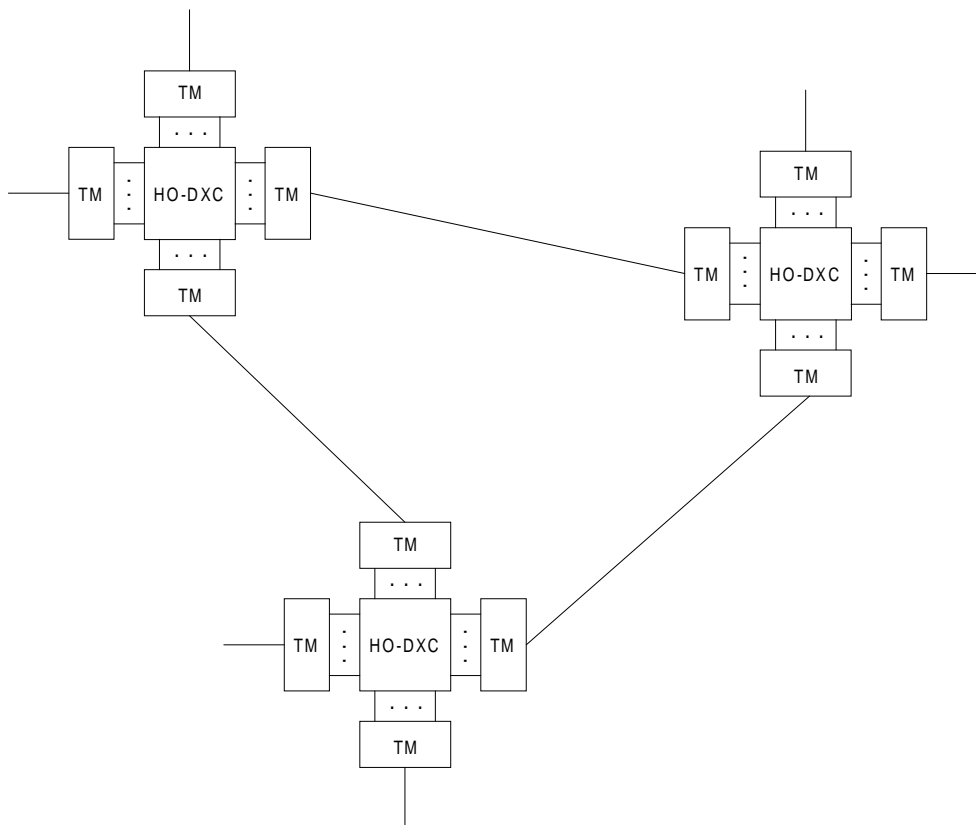 TM
. . .
TM
. . .
HO-DXC
. . .
TM
. . .
TM
TM
. . .
TM
. . .
HO-DXC
. . .
TM
. . .
TM
TM
. . .
TM
. . .
HO-DXC
. . .
TM
. . .
TM